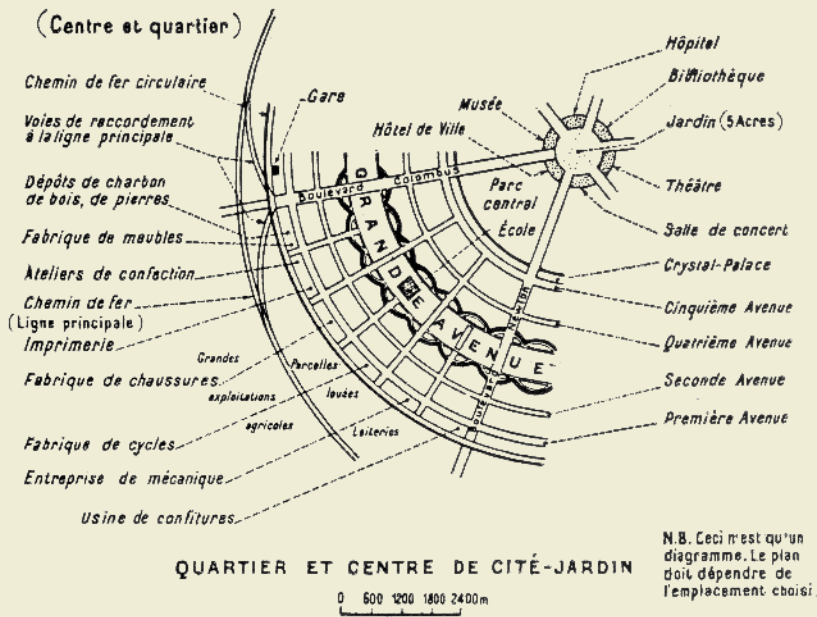 (Centre et quartier)
Chemin de fer circulaire
Voies de raccordement
à la ligne principale
Dépôts de charbon
de bois, de pierres
Fabrique de meubles
Ateliers de confection
Chemin de fer
(Ligne principale)
Imprimerie
Fabrique de chaussures
Fabrique de cycles
Entreprise de mécanique
Usine de confitures
Gare
Hôtel de Ville
Musée
Hôpital
Bibliothèque
Jardin (5 Acres)
Théâtre
Salle de concert
Crystal-Palace
Cinquième Avenue
Quatrième Avenue
Seconde Avenue
Première Avenue
Parc
central
École
Boulevard Colombus
GRANDE AVENUE
Boulevard Newton
Grandes
exploitations
agricoles
Parcelles
louées
Laiteries
QUARTIER ET CENTRE DE CITÉ-JARDIN
0 600 1200 1800 2400m
N.B. Ceci n'est qu'un
diagramme. Le plan
doit dépendre de
l'emplacement choisi.